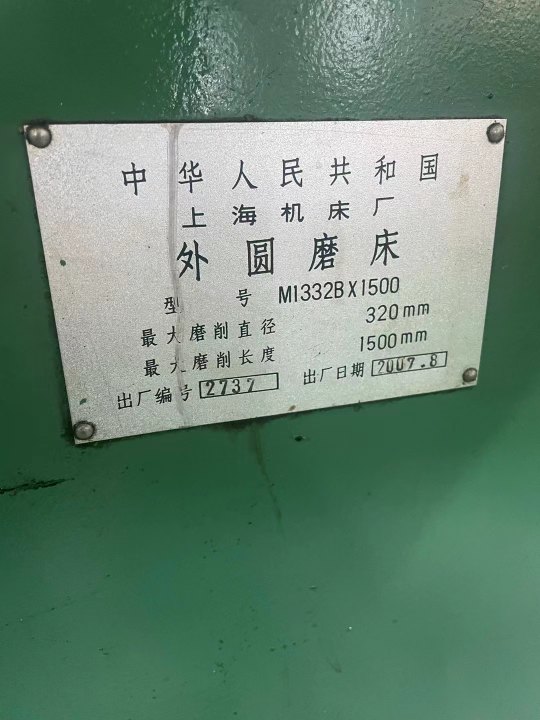 中华人民共和国
上海机床厂
外圆磨床
型号 M1332BX1500
最大磨削直径 320mm
最大磨削长度 1500mm
出厂编号 2737 出厂日期 2007.8